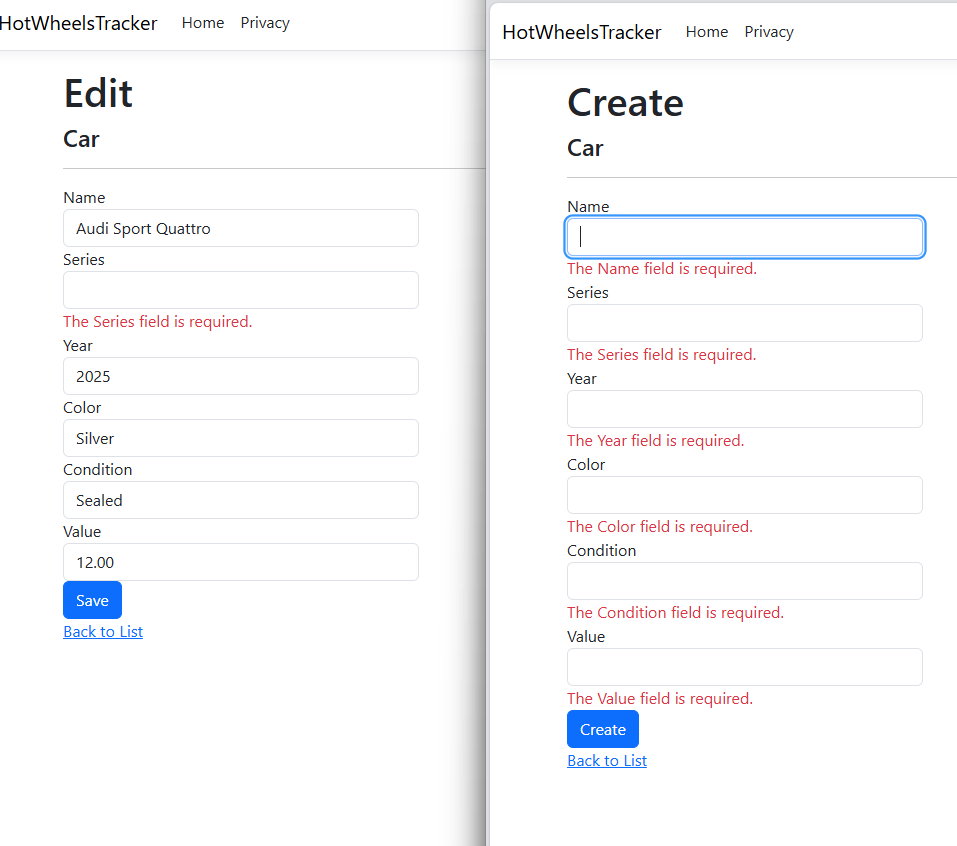 HotWheelsTracker Home Privacy
Edit
Car
Name
Audi Sport Quattro
Series
The Series field is required.
Year
2025
Color
Silver
Condition
Sealed
Value
12.00
Save
Back to List
HotWheelsTracker Home Privacy
Create
Car
Name
The Name field is required.
Series
The Series field is required.
Year
The Year field is required.
Color
The Color field is required.
Condition
The Condition field is required.
Value
The Value field is required.
Create
Back to List